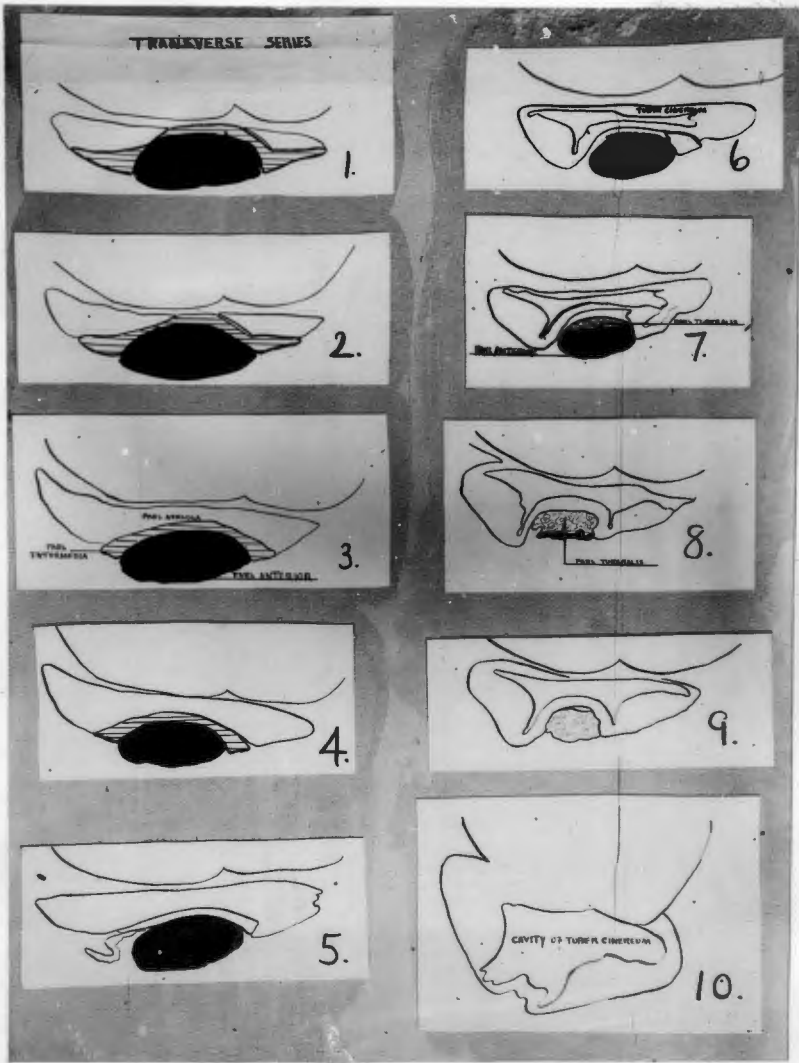 TRANSVERSE SERIES
1.
2.
3.
PARS NERVOSA
PARS
INTERMEDIA
PARS ANTERIOR
4.
5.
TUBER CINEREUM
6
PARS TUBERALIS
PARS ANTERIOR
7.
8.
PARS TUBERALIS
9.
CAVITY OF TUBER CINEREUM
10.